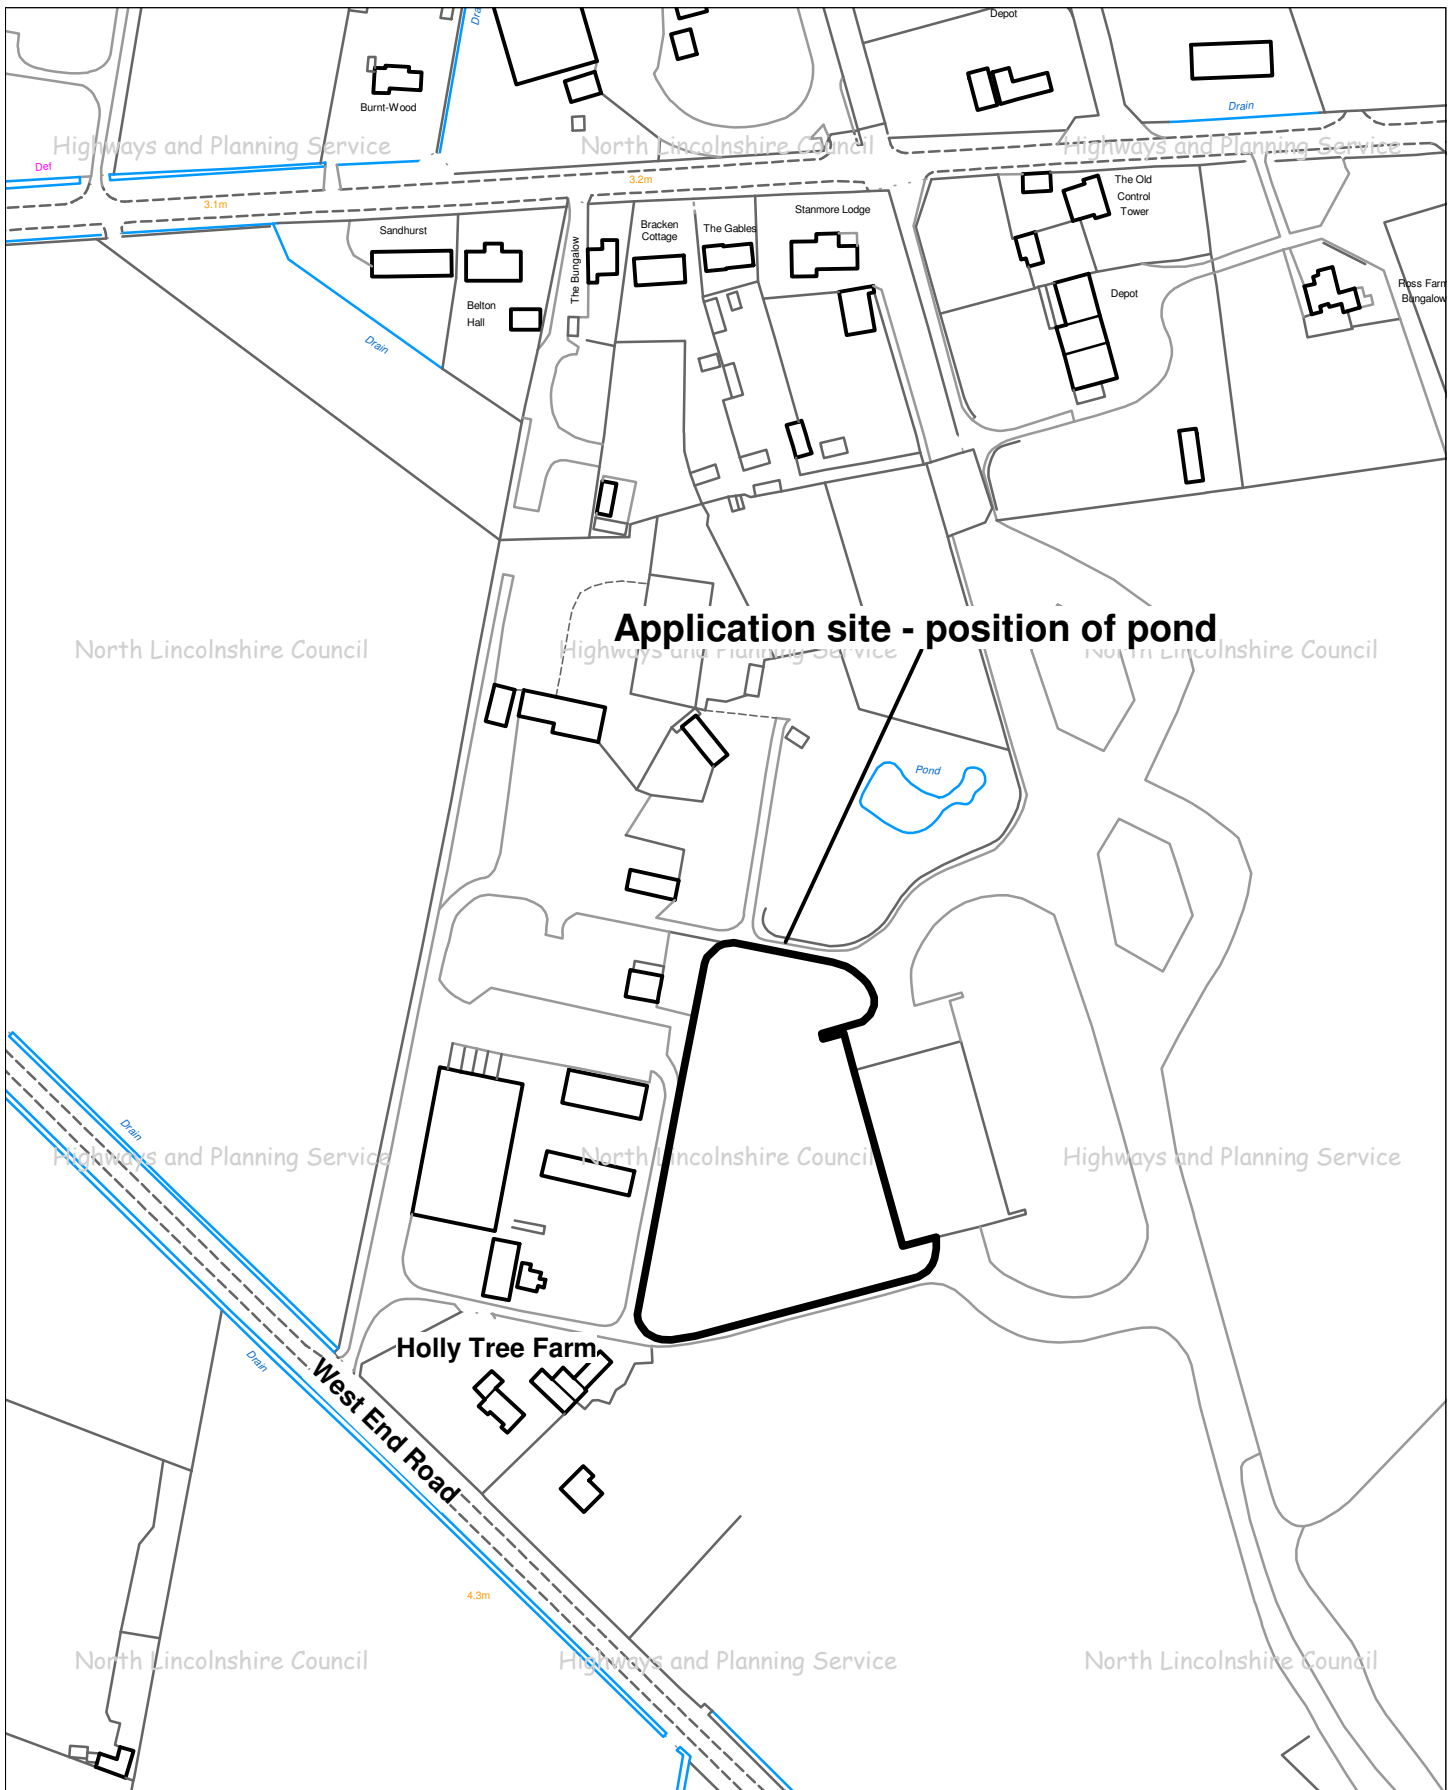 Depot
Drain
Burnt-Wood
Highways and Planning Service
North Lincolnshire Council
Highways and Planning Service
Def
3.2m
3.1m
The Old
Control
Tower
Sandhurst
Bracken
Cottage
The Gables
Stanmore Lodge
The Bungalow
Belton
Hall
Depot
Ross Farm
Bungalow
Drain
Application site - position of pond
North Lincolnshire Council
Highways and Planning Service
North Lincolnshire Council
Pond
Drain
Highways and Planning Service
North Lincolnshire Council
Highways and Planning Service
Holly Tree Farm
Drain
West End Road
4.3m
North Lincolnshire Council
Highways and Planning Service
North Lincolnshire Council